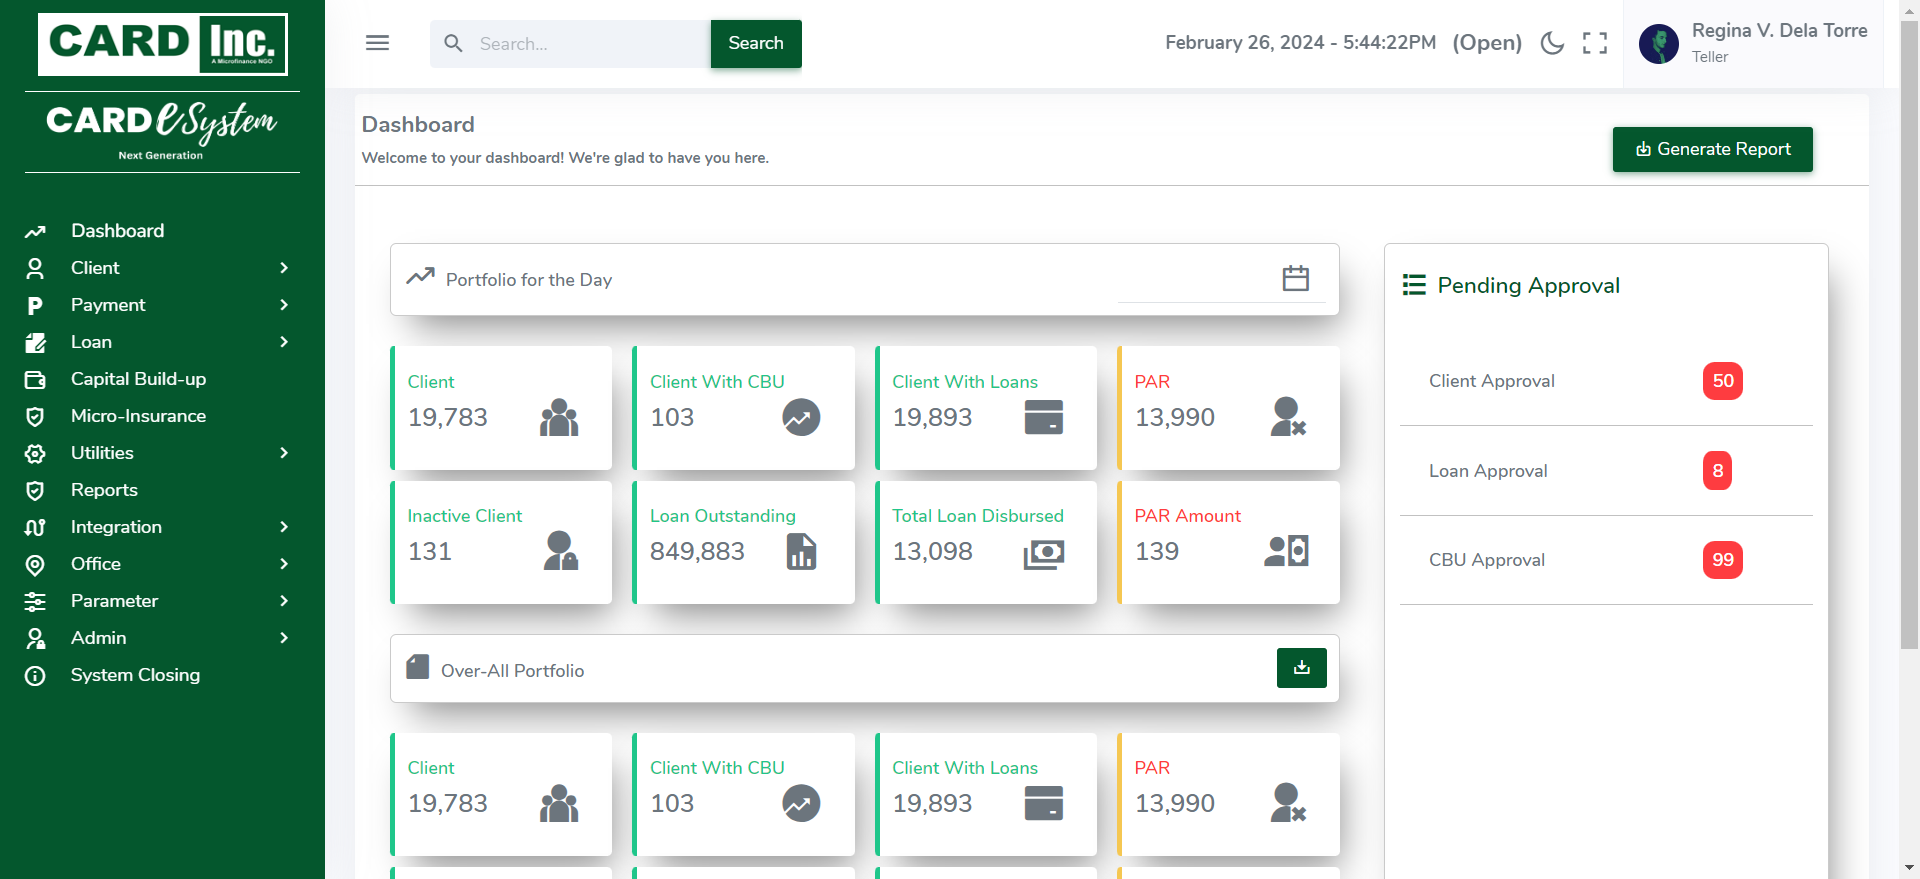 CARD Inc.
A Microfinance NGO
CARD eSystem
Next Generation
Dashboard
Client
Payment
Loan
Capital Build-up
Micro-Insurance
Utilities
Reports
Integration
Office
Parameter
Admin
System Closing
Search...
Search
February 26, 2024 - 5:44:22PM (Open)
Regina V. Dela Torre
Teller
Dashboard
Welcome to your dashboard! We're glad to have you here.
Generate Report
Portfolio for the Day
Client
19,783
Client With CBU
103
Client With Loans
19,893
PAR
13,990
Inactive Client
131
Loan Outstanding
849,883
Total Loan Disbursed
13,098
PAR Amount
139
Over-All Portfolio
Client
19,783
Client With CBU
103
Client With Loans
19,893
PAR
13,990
Pending Approval
Client Approval 50
Loan Approval 8
CBU Approval 99